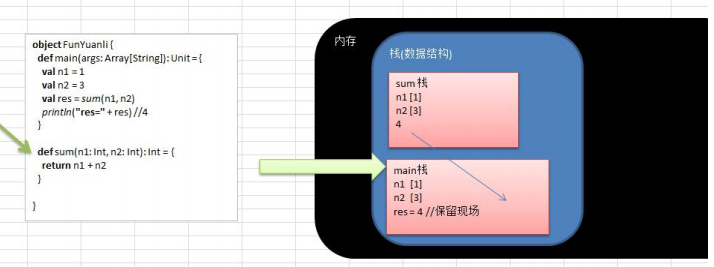 object FunYuanli {
def main(args: Array[String]): Unit = {
val n1 = 1
val n2 = 3
val res = sum(n1, n2)
println("res=" + res) //4
}
def sum(n1: Int, n2: Int): Int = {
return n1 + n2
}
}
内存
栈(数据结构)
sum 栈
n1 [1]
n2 [3]
4
main栈
n1 [1]
n2 [3]
res = 4 //保留现场